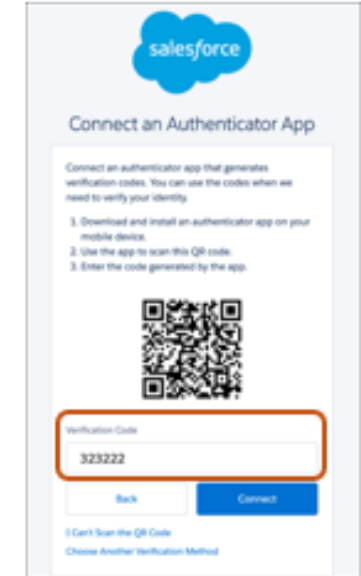 salesforce
Connect an Authenticator App
Connect an authenticator app that generates
verification codes. You can use the codes when we
need to verify your identity.
1. Download and install an authenticator app on your
mobile device.
2. Use the app to scan this QR code.
3. Enter the code generated by the app.
Verification Code
323222
Back
Connect
I Can't Scan the QR Code
Choose Another Verification Method